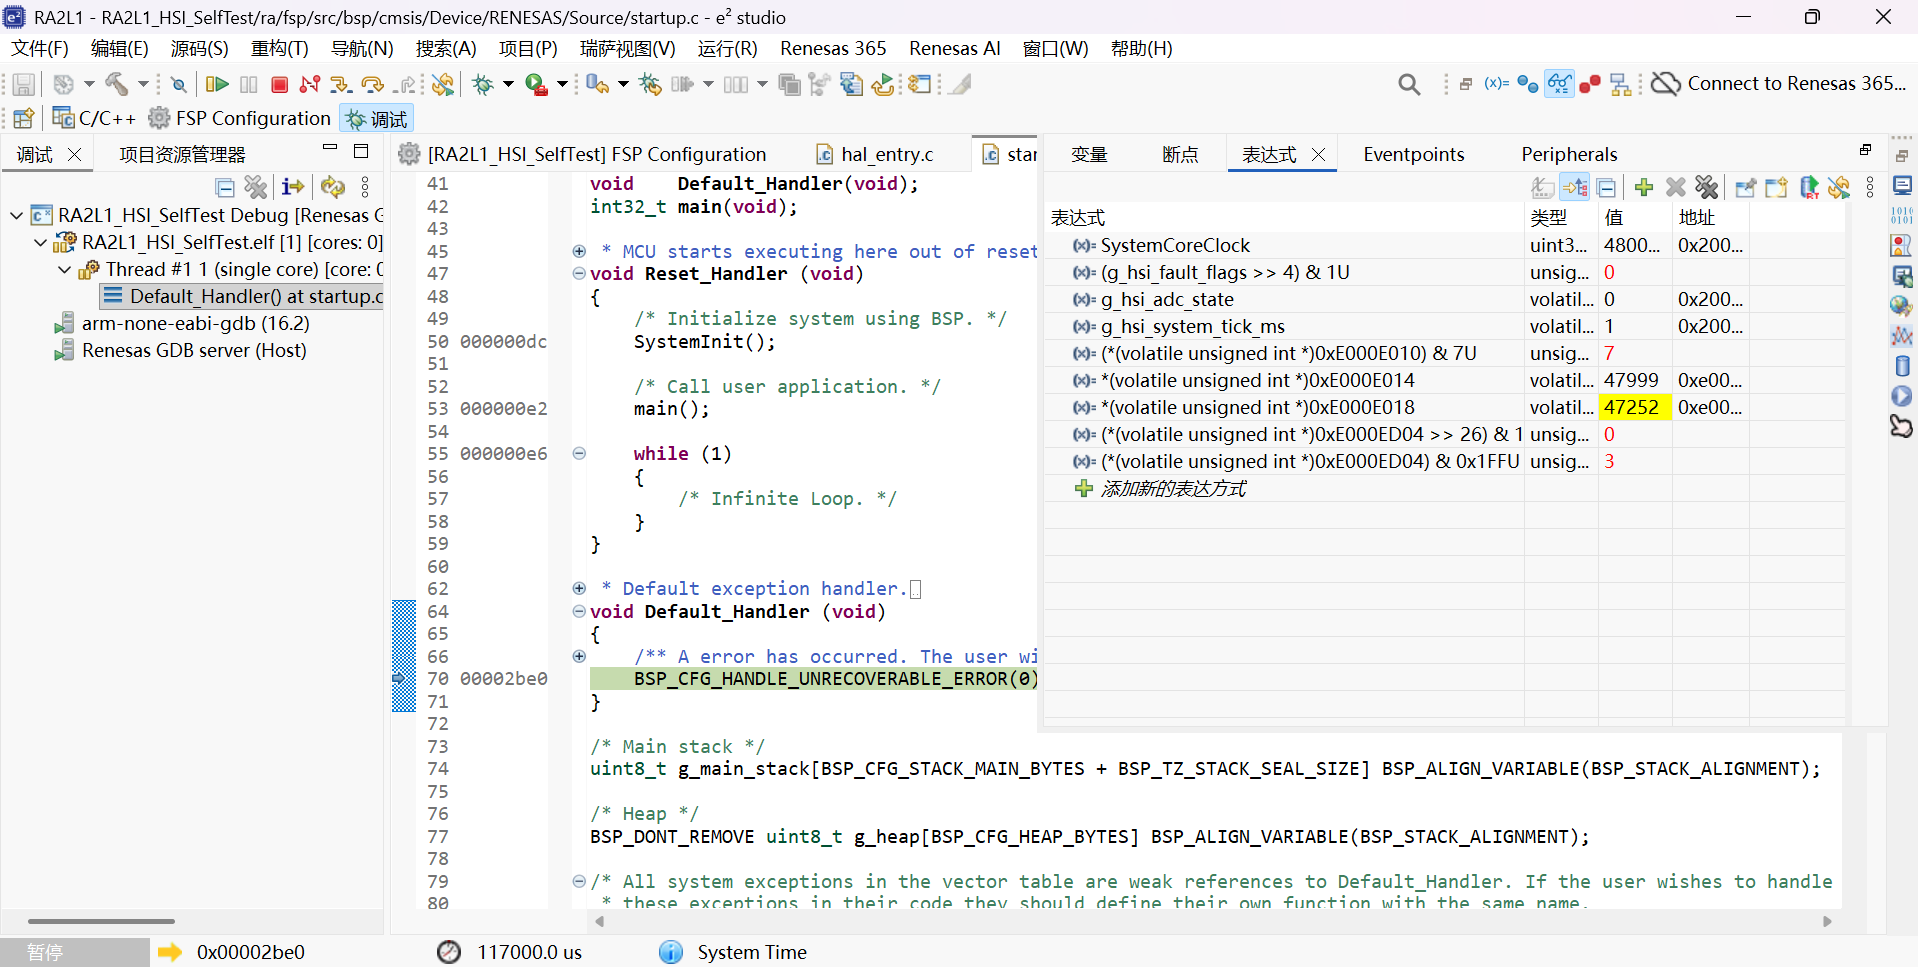 RA2L1 - RA2L1_HSI_SelfTest/ra/fsp/src/bsp/cmsis/Device/RENESAS/Source/startup.c - e² studio
文件(F) 编辑(E) 源码(S) 重构(T) 导航(N) 搜索(A) 项目(P) 瑞萨视图(V) 运行(R) Renesas 365 Renesas AI 窗口(W) 帮助(H)
Connect to Renesas 365...
C/C++ FSP Configuration 调试
调试 项目资源管理器
RA2L1_HSI_SelfTest Debug [Renesas G
RA2L1_HSI_SelfTest.elf [1] [cores: 0]
Thread #1 1 (single core) [core: 0
Default_Handler() at startup.c
arm-none-eabi-gdb (16.2)
Renesas GDB server (Host)
[RA2L1_HSI_SelfTest] FSP Configuration hal_entry.c star
41 void Default_Handler(void);
42 int32_t main(void);
43
45 * MCU starts executing here out of reset
47 void Reset_Handler (void)
48 {
49 /* Initialize system using BSP. */
50 000000dc SystemInit();
51
52 /* Call user application. */
53 000000e2 main();
54
55 000000e6 while (1)
56 {
57 /* Infinite Loop. */
58 }
59 }
60
62 * Default exception handler.
64 void Default_Handler (void)
65 {
66 /** A error has occurred. The user wi
70 00002be0 BSP_CFG_HANDLE_UNRECOVERABLE_ERROR(0)
71 }
72
73 /* Main stack */
74 uint8_t g_main_stack[BSP_CFG_STACK_MAIN_BYTES + BSP_TZ_STACK_SEAL_SIZE] BSP_ALIGN_VARIABLE(BSP_STACK_ALIGNMENT);
75
76 /* Heap */
77 BSP_DONT_REMOVE uint8_t g_heap[BSP_CFG_HEAP_BYTES] BSP_ALIGN_VARIABLE(BSP_STACK_ALIGNMENT);
78
79 /* All system exceptions in the vector table are weak references to Default_Handler. If the user wishes to handle
80 * these exceptions in their code they should define their own function with the same name.
变量 断点 表达式 Eventpoints Peripherals
表达式 类型 值 地址
(x)= SystemCoreClock uint3... 4800... 0x200...
(x)= (g_hsi_fault_flags >> 4) & 1U unsig... 0
(x)= g_hsi_adc_state volatil... 0 0x200...
(x)= g_hsi_system_tick_ms volatil... 1 0x200...
(x)= (*(volatile unsigned int *)0xE000E010) & 7U unsig... 7
(x)= *(volatile unsigned int *)0xE000E014 volatil... 47999 0xe00...
(x)= *(volatile unsigned int *)0xE000E018 volatil... 47252 0xe00...
(x)= (*(volatile unsigned int *)0xE000ED04 >> 26) & 1 unsig... 0
(x)= (*(volatile unsigned int *)0xE000ED04) & 0x1FFU unsig... 3
添加新的表达方式
暂停 0x00002be0 117000.0 us System Time